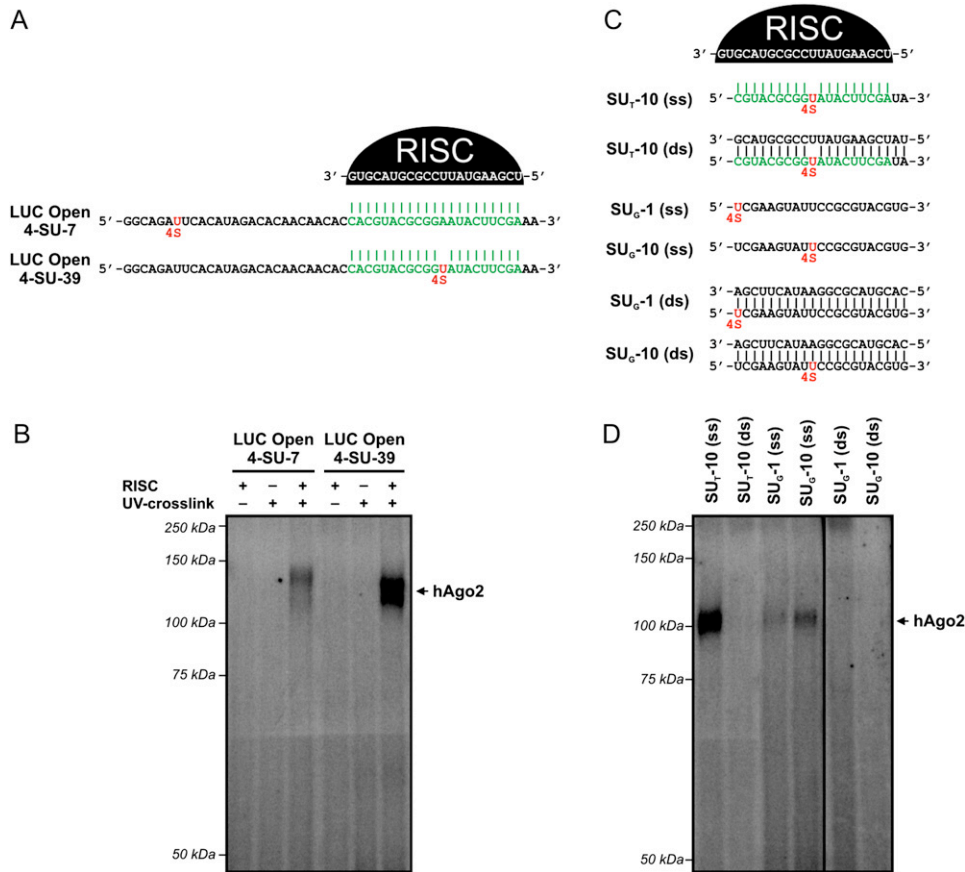 A
RISC
3′-GUGCAUGCGCCUUAUGAAGCU-5′
LUC Open
4-SU-7
5′-GGCAGAUUCACAUAGACACAACAACACCACGUACGCGGAAUACUUCGAAA-3′
4S
LUC Open
4-SU-39
5′-GGCAGAUUCACAUAGACACAACAACACCACGUACGCGGUAUACUUCGAAA-3′
4S
B
LUC Open
4-SU-7
LUC Open
4-SU-39
RISC + – + + – +
UV-crosslink – + + – + +
250 kDa
150 kDa
100 kDa
75 kDa
50 kDa
hAgo2
C
RISC
3′-GUGCAUGCGCCUUAUGAAGCU-5′
SUT-10 (ss) 5′-CGUACGCGGUAUACUUCGAUA-3′
4S
3′-GCAUGCGCCUUAUGAAGCUAU-5′
SUT-10 (ds)
5′-CGUACGCGGUAUACUUCGAUA-3′
4S
SUG-1 (ss) 5′-UCGAAGUAUUCCGCGUACGUG-3′
4S
SUG-10 (ss) 5′-UCGAAGUAUUCCGCGUACGUG-3′
4S
3′-AGCUUCAUAAGGCGCAUGCAC-5′
SUG-1 (ds)
5′-UCGAAGUAUUCCGCGUACGUG-3′
4S
3′-AGCUUCAUAAGGCGCAUGCAC-5′
SUG-10 (ds)
5′-UCGAAGUAUUCCGCGUACGUG-3′
4S
D
SUT-10 (ss)
SUT-10 (ds)
SUG-1 (ss)
SUG-10 (ss)
SUG-1 (ds)
SUG-10 (ds)
250 kDa
150 kDa
100 kDa
75 kDa
50 kDa
hAgo2